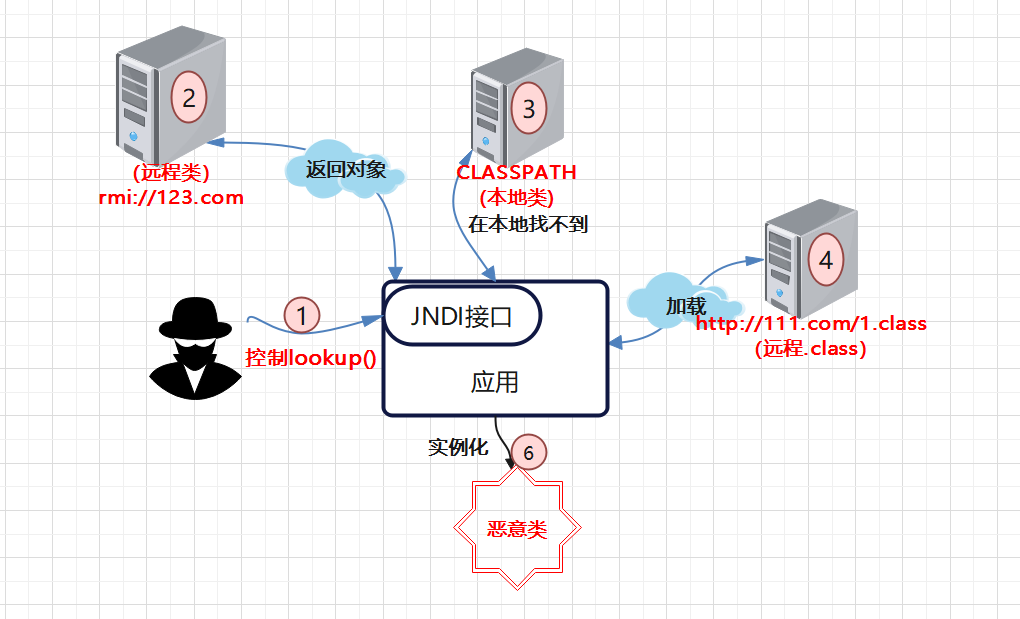 2
(远程类)
rmi://123.com
返回对象
3
CLASSPATH
(本地类)
在本地找不到
4
加载
http://111.com/1.class
(远程.class)
1
控制lookup()
JNDI接口
应用
实例化
6
恶意类